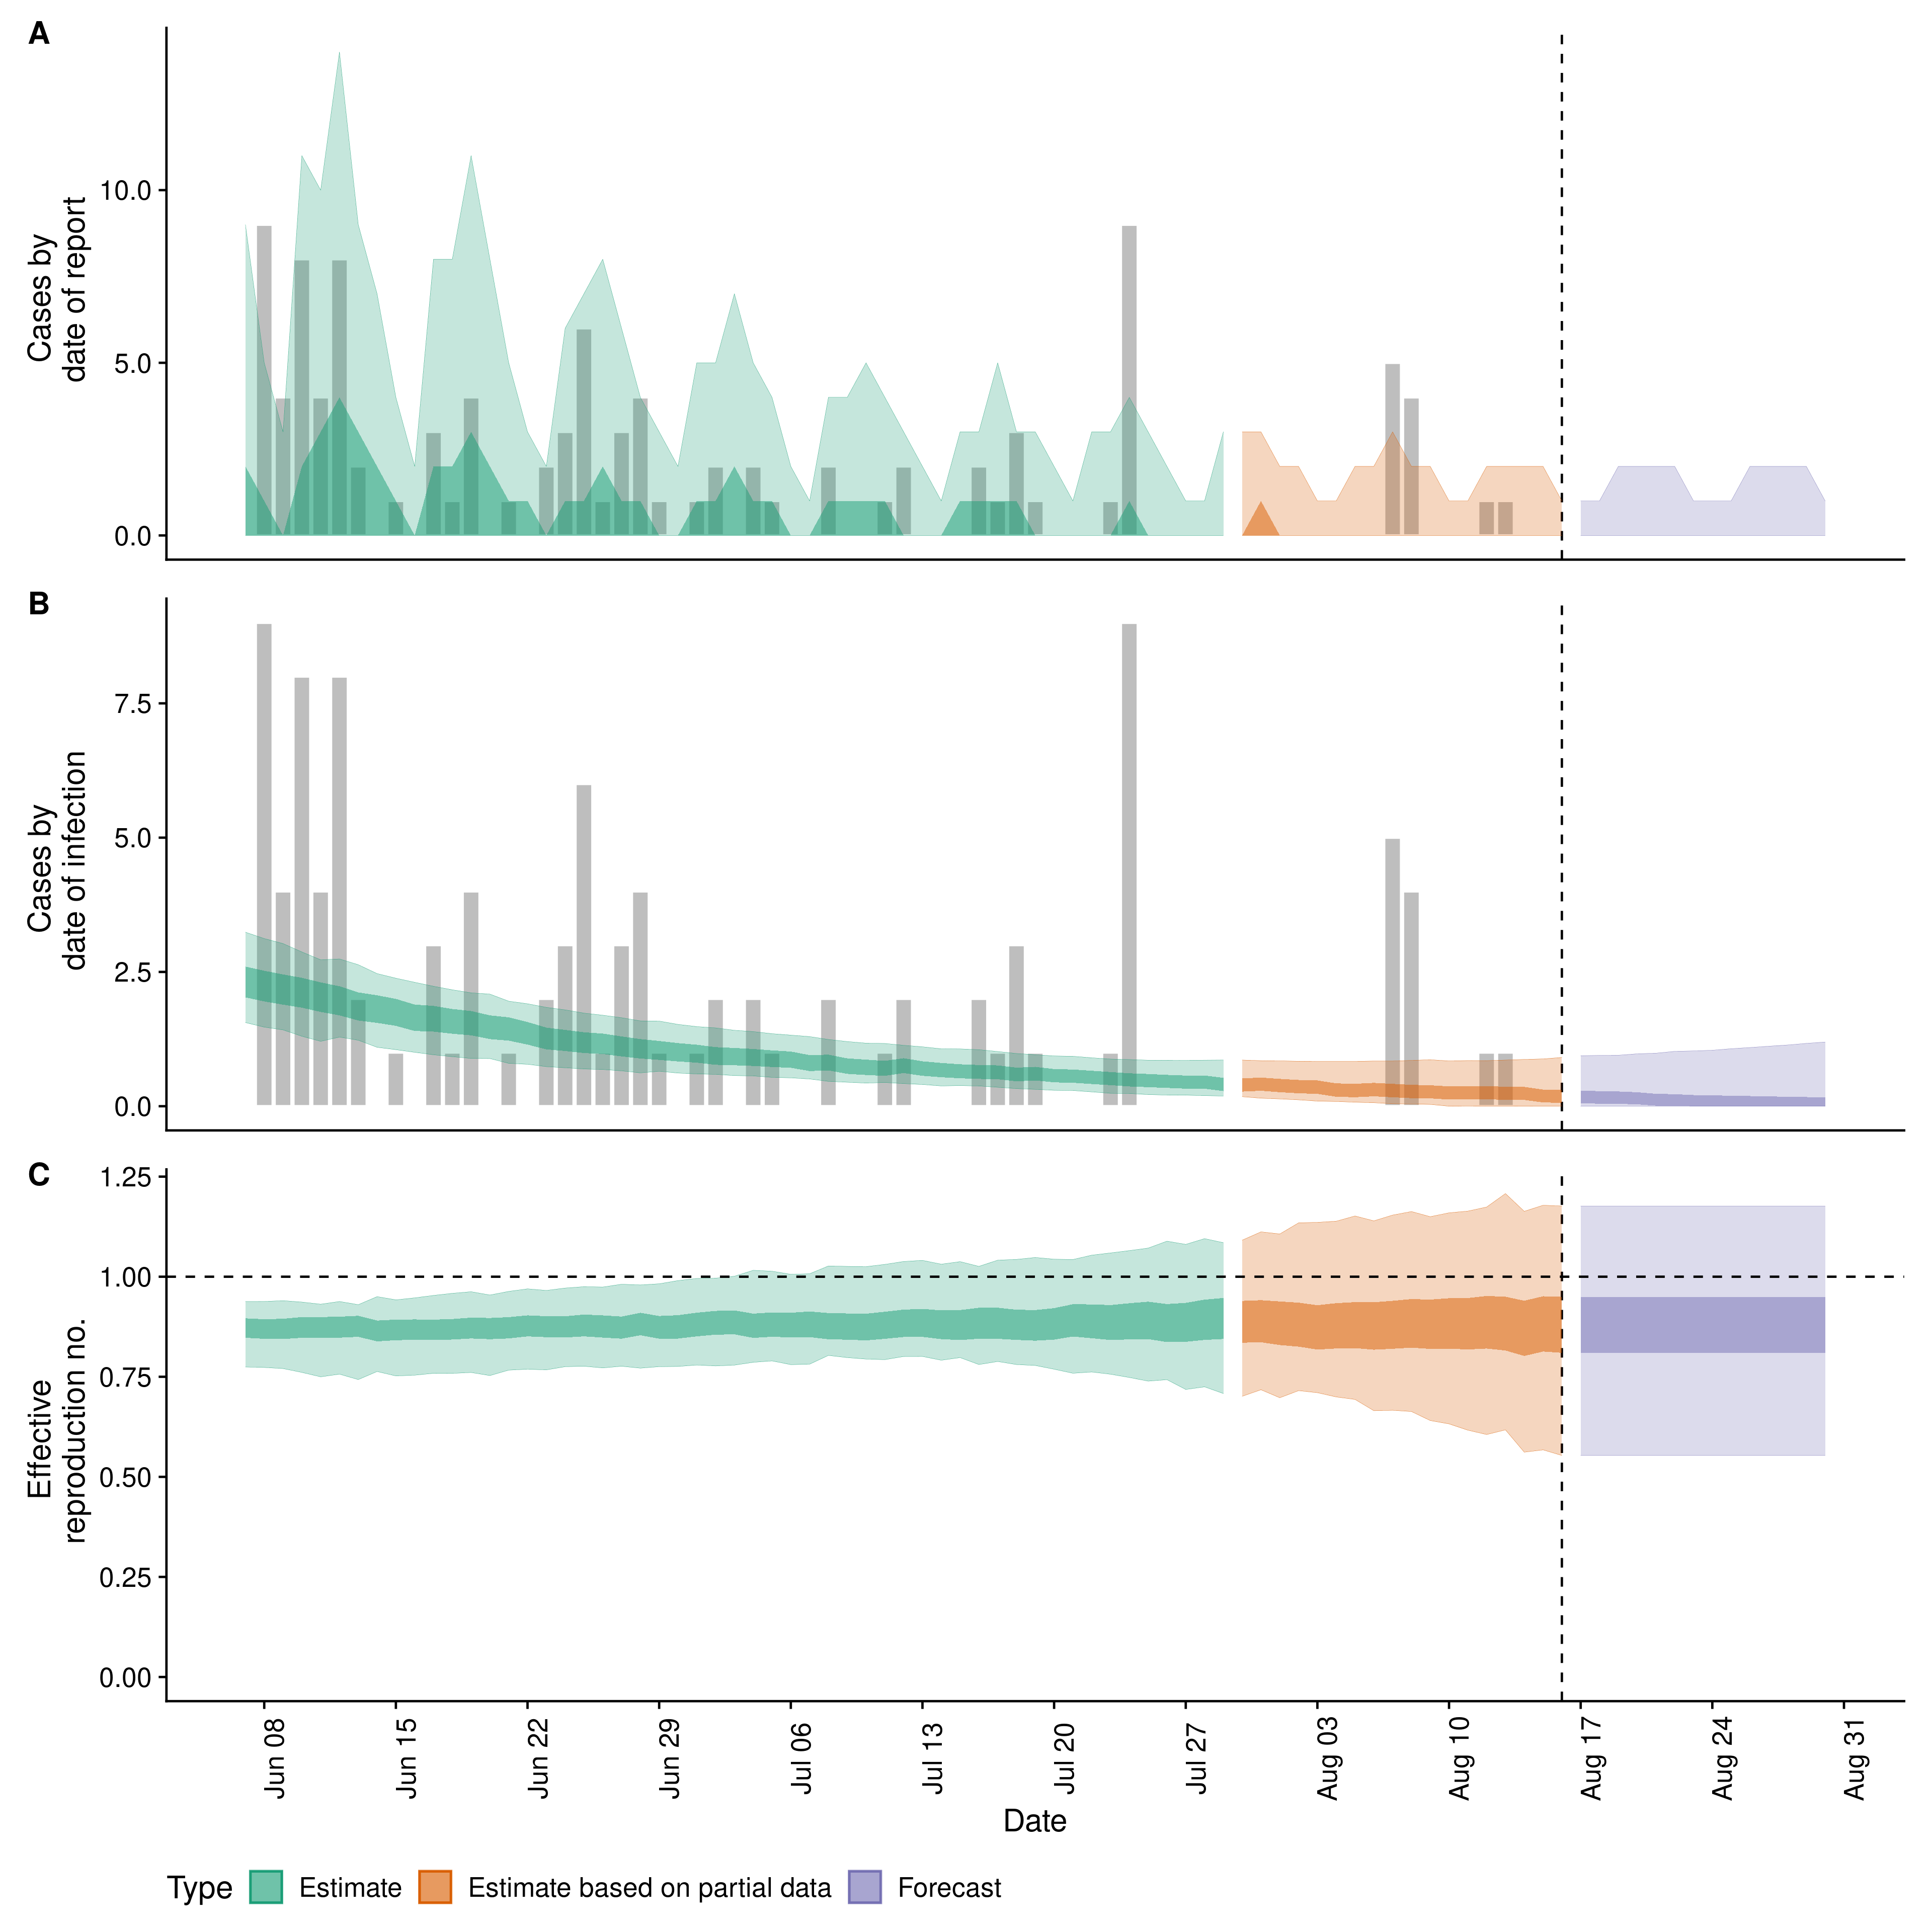 A
Cases by
date of report
10.0
5.0
0.0
B
Cases by
date of infection
7.5
5.0
2.5
0.0
C
Effective
reproduction no.
1.25
1.00
0.75
0.50
0.25
0.00
Jun 08
Jun 15
Jun 22
Jun 29
Jul 06
Jul 13
Jul 20
Jul 27
Aug 03
Aug 10
Aug 17
Aug 24
Aug 31
Date
Type Estimate Estimate based on partial data Forecast